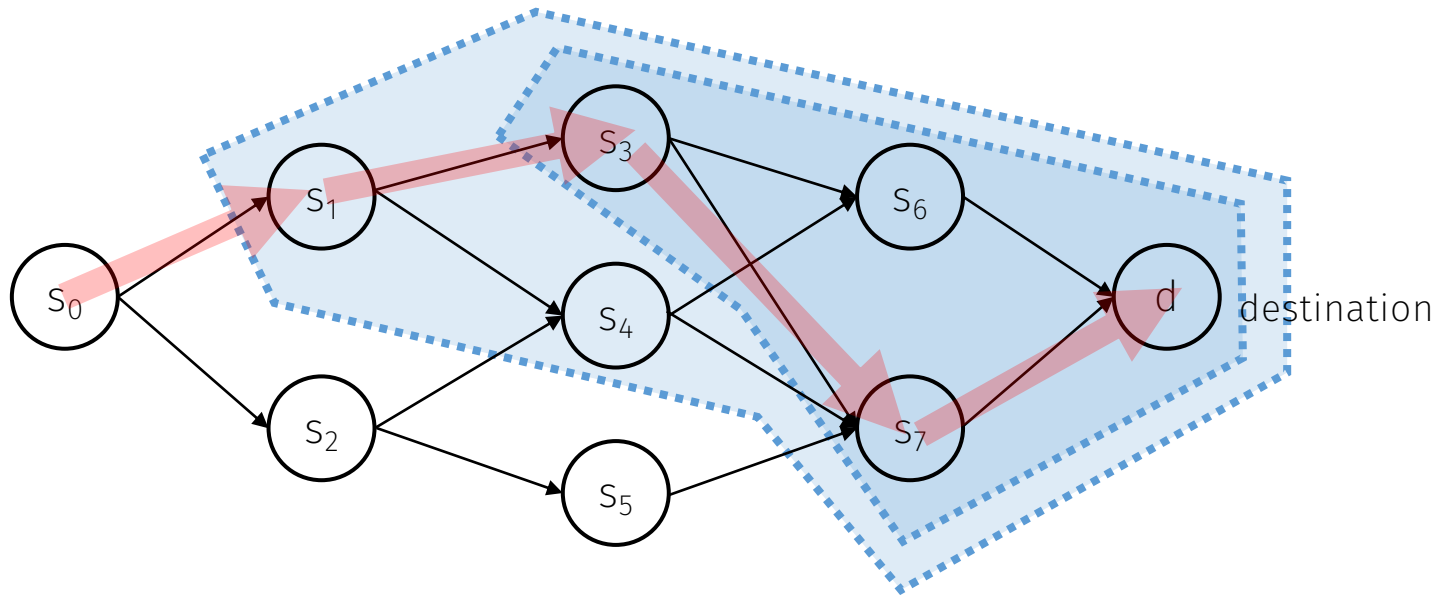 s₀
s₁
s₂
s₃
s₄
s₅
s₆
s₇
d
destination